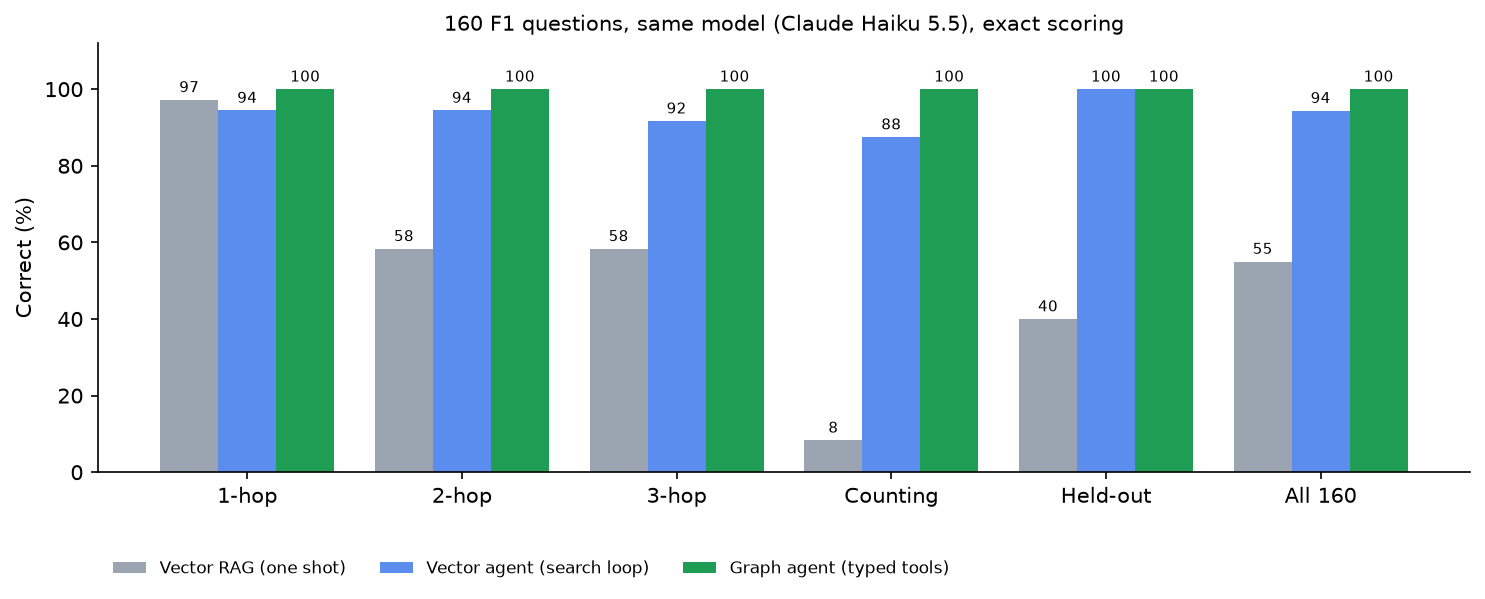 160 F1 questions, same model (Claude Haiku 5.5), exact scoring
Correct (%)
100
80
60
40
20
0
97
94
100
58
94
100
58
92
100
8
88
100
40
100
100
55
94
100
1-hop
2-hop
3-hop
Counting
Held-out
All 160
Vector RAG (one shot)
Vector agent (search loop)
Graph agent (typed tools)